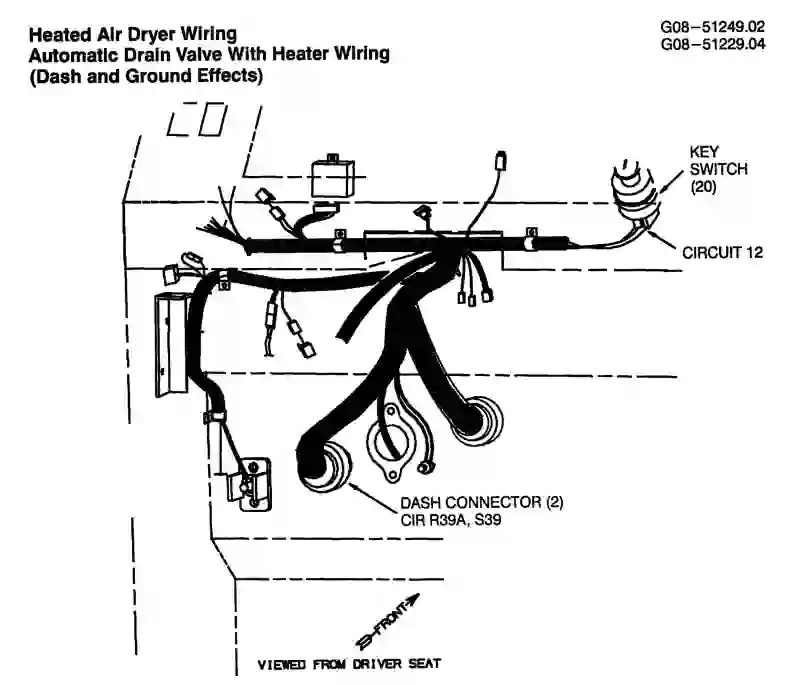 Heated Air Dryer Wiring
Automatic Drain Valve With Heater Wiring
(Dash and Ground Effects)
G08-51249.02
G08-51229.04
KEY
SWITCH
(20)
CIRCUIT 12
DASH CONNECTOR (2)
CIR R39A, S39
FRONT
VIEWED FROM DRIVER SEAT